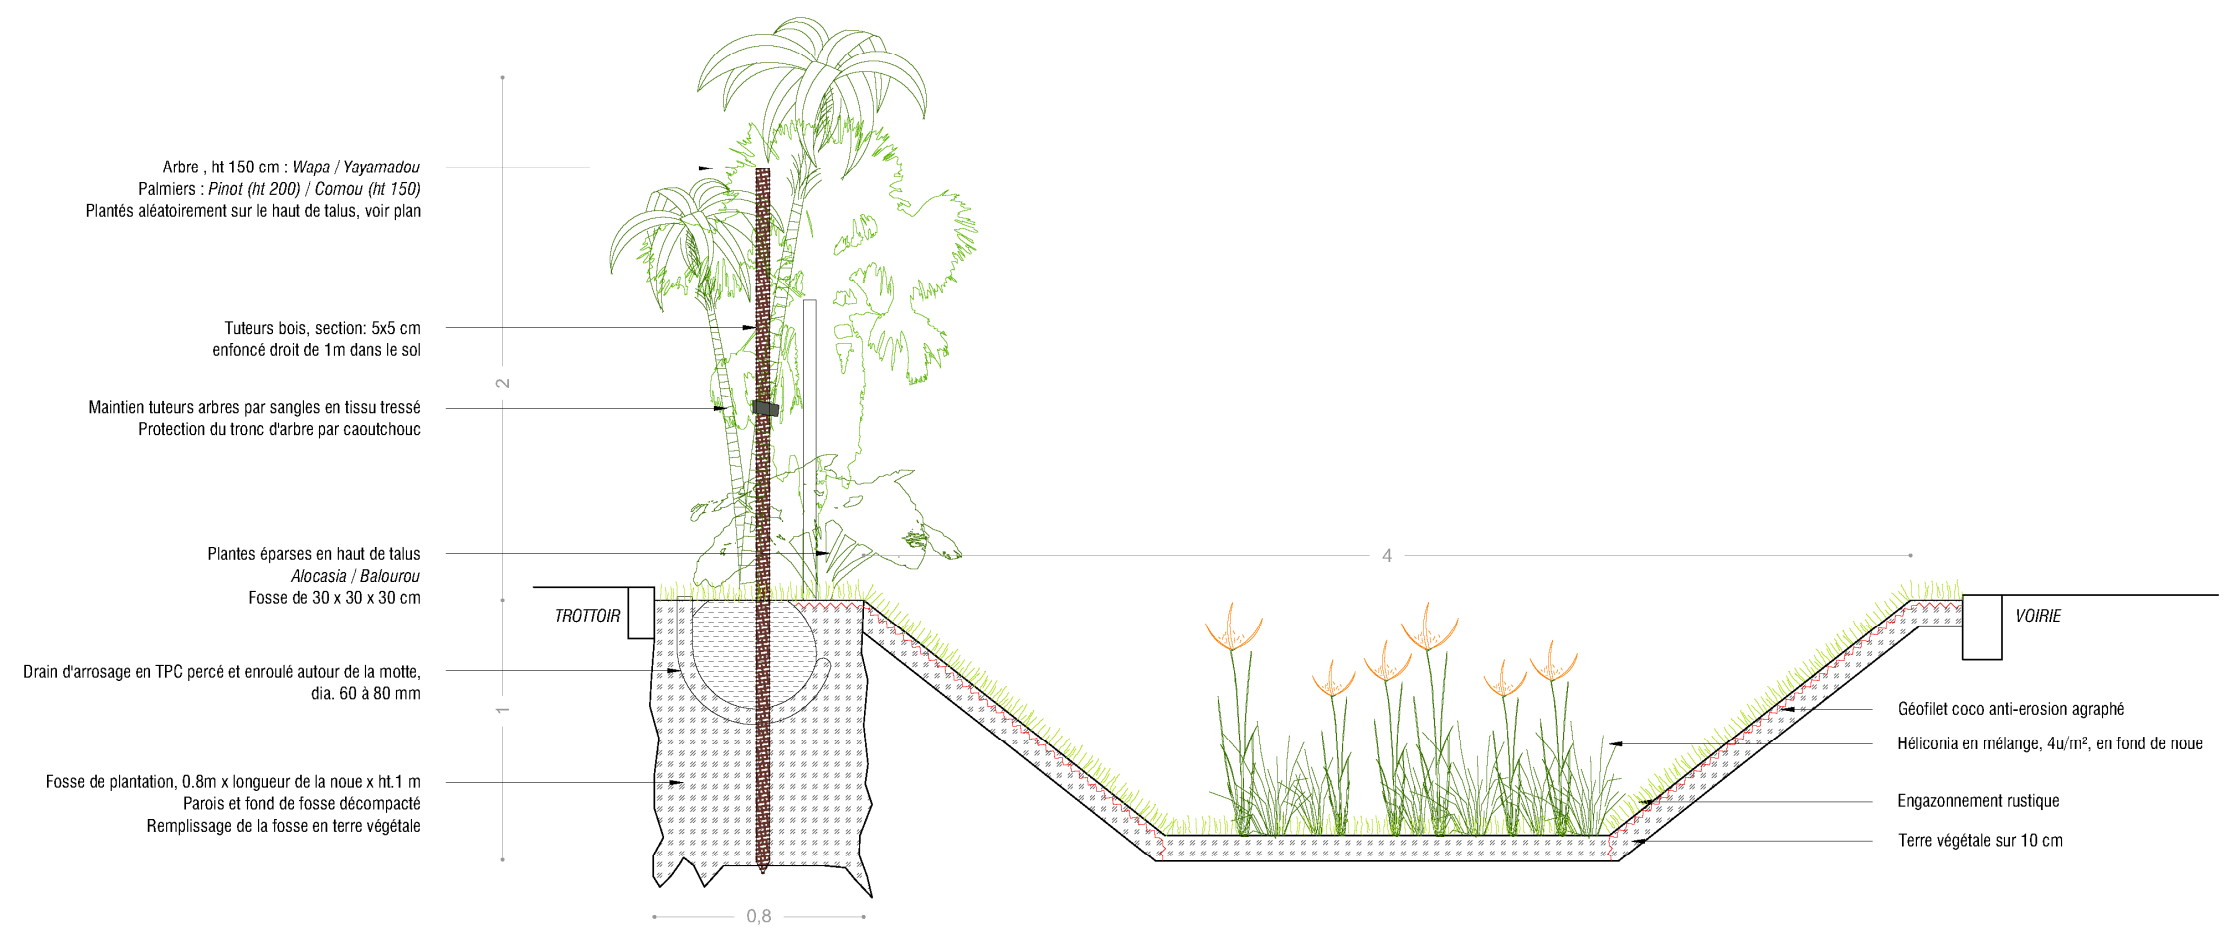 Arbre , ht 150 cm : Wapa / Yayamadou
Palmiers : Pinot (ht 200) / Comou (ht 150)
Plantés aléatoirement sur le haut de talus, voir plan
Tuteurs bois, section: 5x5 cm
enfoncé droit de 1m dans le sol
2
Maintien tuteurs arbres par sangles en tissu tressé
Protection du tronc d'arbre par caoutchouc
Plantes éparses en haut de talus
Alocasia / Balourou
Fosse de 30 x 30 x 30 cm
4
TROTTOIR
VOIRIE
Drain d'arrosage en TPC percé et enroulé autour de la motte,
dia. 60 à 80 mm
1
Fosse de plantation, 0.8m x longueur de la noue x ht.1 m
Parois et fond de fosse décompacté
Remplissage de la fosse en terre végétale
0,8
Géofilet coco anti-erosion agraphé
Héliconia en mélange, 4u/m², en fond de noue
Engazonnement rustique
Terre végétale sur 10 cm